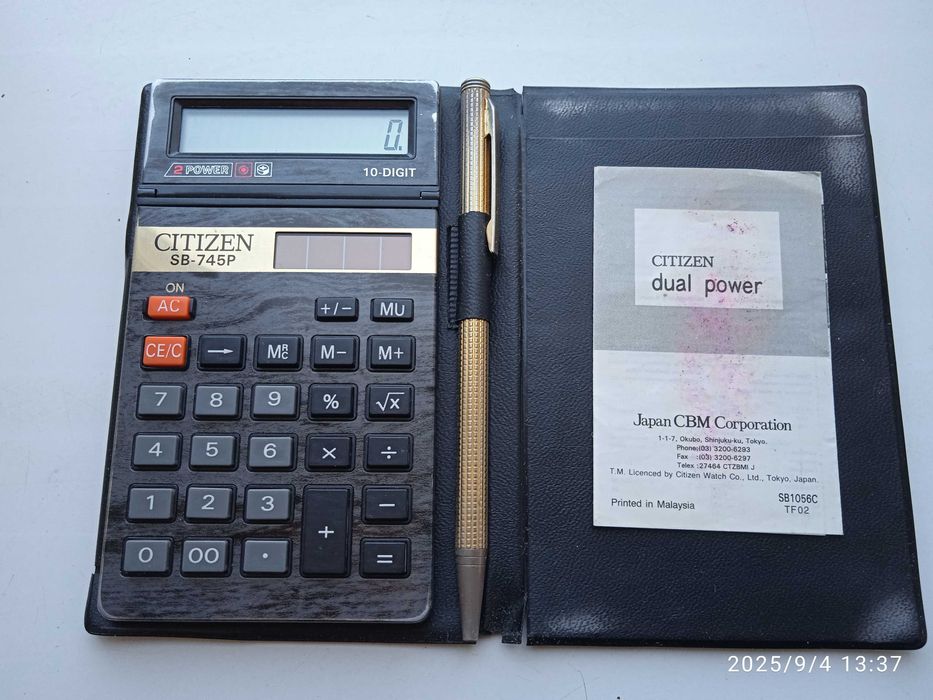 0.
2 POWER
10-DIGIT
CITIZEN
SB-745P
ON
AC
+/−
MU
CE/C
→
MRC
M−
M+
7
8
9
%
√x
4
5
6
×
÷
1
2
3
+
−
0
00
·
=
CITIZEN
dual power
Japan CBM Corporation
1-1-7, Okubo, Shinjuku-ku, Tokyo.
Phone:(03) 3200-6293
Fax :(03) 3200-6297
Telex :27464 CTZBMI J
T.M. Licenced by Citizen Watch Co., Ltd., Tokyo, Japan.
SB1056C
Printed in Malaysia
TF02
2025/9/4 13:37